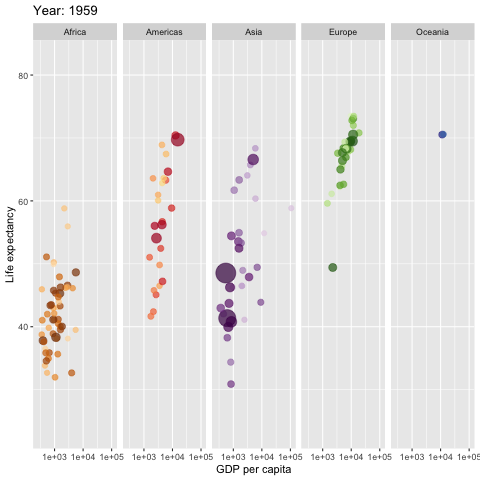 Year: 1959
Africa Americas Asia Europe Oceania
80
60
40
Life expectancy
1e+03 1e+04 1e+05 1e+03 1e+04 1e+05 1e+03 1e+04 1e+05 1e+03 1e+04 1e+05 1e+03 1e+04 1e+05
GDP per capita